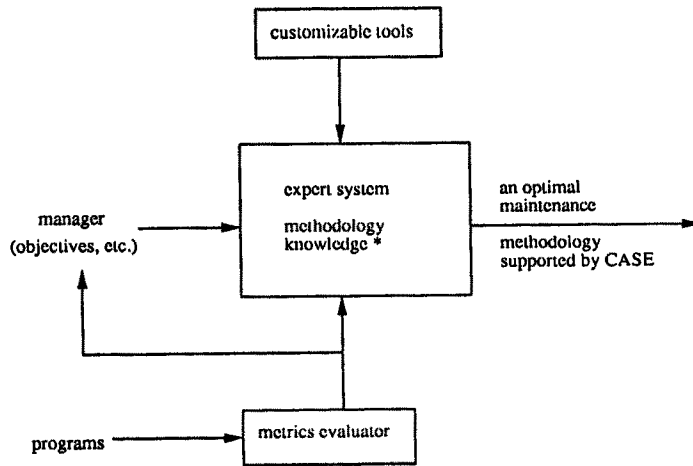 customizable tools
expert system
methodology
knowledge *
manager
(objectives, etc.)
an optimal
maintenance
methodology
supported by CASE
metrics evaluator
programs